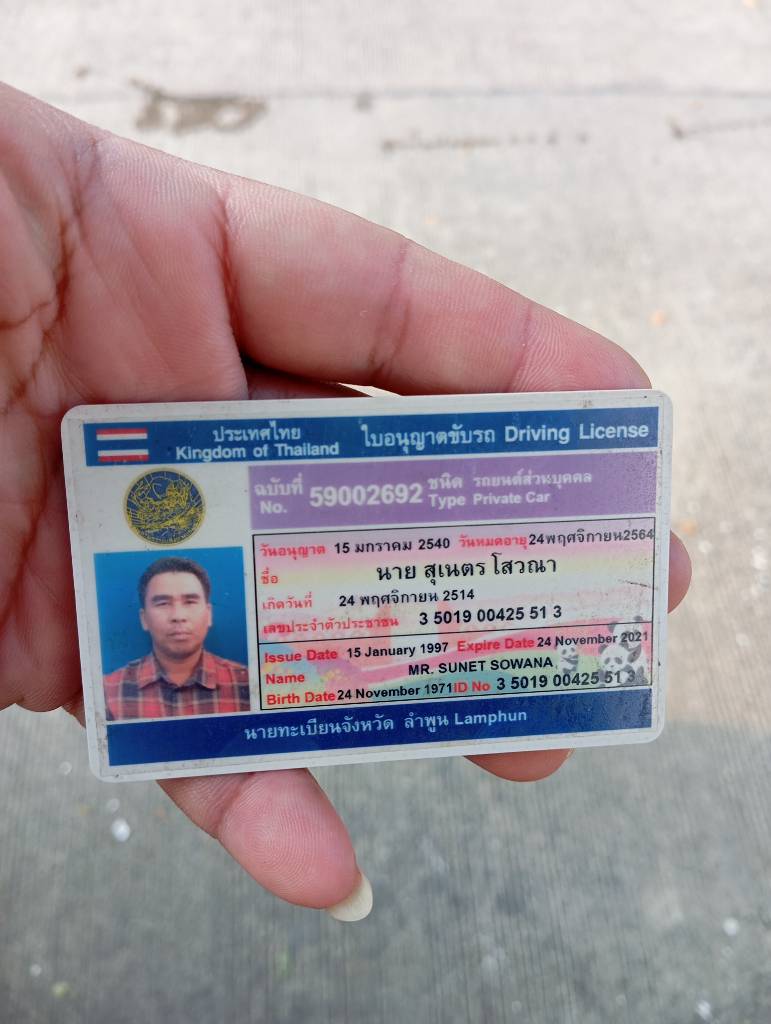 ประเทศไทย ใบอนุญาตขับรถ Driving License
Kingdom of Thailand
ฉบับที่ 59002692 ชนิด รถยนต์ส่วนบุคคล
No. Type Private Car
วันอนุญาต 15 มกราคม 2540 วันหมดอายุ 24 พฤศจิกายน 2564
ชื่อ นาย สุเนตร โสวณา
เกิดวันที่ 24 พฤศจิกายน 2514
เลขประจำตัวประชาชน 3 5019 00425 51 3
Issue Date 15 January 1997 Expire Date 24 November 2021
Name MR. SUNET SOWANA
Birth Date 24 November 1971 ID No 3 5019 00425 51 3
นายทะเบียนจังหวัด ลำพูน Lamphun